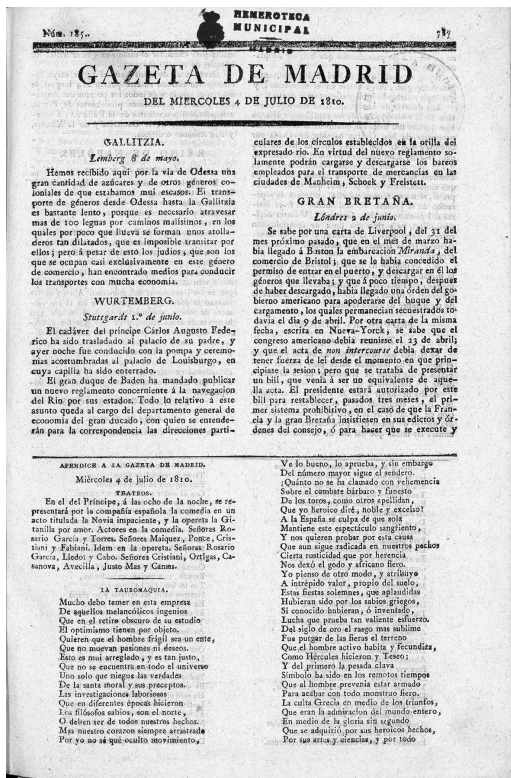 HEMEROTECA
MUNICIPAL
MADRID
Núm. 185.
787
GAZETA DE MADRID
DEL MIERCOLES 4 DE JULIO DE 1810.
GALLITZIA.
Lemberg 8 de mayo.
Hemos recibido aquí por la via de Odessa una
gran cantidad de azúcares y de otros géneros co-
loniales de que estabamos mui escasos. El trans-
porte de géneros desde Odessa hasta la Gallitzia
es bastante lento, porque es necesario atravesar
mas de 100 leguas por caminos malísimos, en los
quales por poco que llueva se forman unos atolla-
deros tan dilatados, que es imposible transitar por
ellos; pero á pesar de esto los judios, que son los
que se ocupan casi exclusivamente en este género
de comercio, han encontrado medios para conducir
los transportes con mucha economia.
WURTEMBERG.
Stuttgardt 1.º de junio.
El cadáver del príncipe Cárlos Augusto Fede-
rico ha sido trasladado al palacio de su padre, y
ayer noche fue conducido con la pompa y ceremo-
nias acostumbradas al palacio de Louisburgo, en
cuya capilla ha sido enterrado.
El gran duque de Baden ha mandado publicar
un nuevo reglamento concerniente á la navegacion
del Rin por sus estados. Todo lo relativo á este
asunto queda al cargo del departamento general de
economia del gran ducado, con quien se entende-
rán para la correspondencia las direcciones parti-
culares de los círculos establecidos en la orilla del
expresado rio. En virtud del nuevo reglamento so-
lamente podrán cargarse y descargarse los barcos
empleados para el transporte de mercancías en las
ciudades de Manheim, Schoek y Freistett.
GRAN BRETAÑA.
Lóndres 2 de junio.
Se sabe por una carta de Liverpool, del 31 del
mes próximo pasado, que en el mes de marzo ha-
bia llegado á Boston la embarcacion Miranda, del
comercio de Bristol; que se le habia concedido el
permiso de entrar en el puerto, y descargar en él los
géneros que llevaba; y que á poco tiempo, despues
de haber descargado, habia llegado una órden del go-
bierno americano para apoderarse del buque y del
cargamento, los quales permanecian secuestrados to-
davia el dia 9 de abril. Por otra carta de la misma
fecha, escrita en Nueva-Yorck, se sabe que el
congreso americano debia reunirse el 23 de abril;
y que el acta de non intercourse debia dexar de
tener fuerza de lei desde el momento en que prin-
cipiase la sesion; pero que se trataba de presentar
un bill, que venia á ser un equivalente de aque-
lla acta. El presidente estará autorizado por este
bill para restablecer, pasados tres meses, el pri-
mer sistema prohibitivo, en el caso de que la Fran-
cia y la gran Bretaña insistiesen en sus edictos y ór-
denes del consejo, ó para hacer que se execute y
APENDICE A LA GAZETA DE MADRID.
Miércoles 4 de julio de 1810.
TEATROS.
En el del Príncipe, á las ocho de la noche, se re-
presentará por la compañía española la comedia en un
acto titulada la Novia impaciente, y la opereta la Gi-
tanilla por amor. Actores en la comedia. Señoras Ro-
sario García y Torres. Señores Maiquez, Ponce, Cris-
tiani y Fabiani. Idem en la opereta. Señoras Rosario
García, Lledot y Cabo. Señores Cristiani, Ortigas, Ca-
sanova, Avecilla, Justo Mas y Camas.
LA TAUROMAQUIA.
Mucho debo temer en esta empresa
De aquellos melancólicos ingenios
Que en el retiro obscuro de su estudio
El optimismo tienen por objeto.
Quieren que el hombre frágil sea un ente,
Que no muevan pasiones ni deseos.
Esto es mui arreglado, y es tan justo,
Que no se encuentra en todo el universo
Uno solo que niegue las verdades
De la santa moral y sus preceptos.
Las investigaciones laboriosas
Que en diferentes épocas hicieron
Los filósofos sabios, son el norte,
O deben ser de todos nuestros hechos.
Mas nuestro corazon siempre arrastrado
Por yo no sé qué oculto movimiento,
Ve lo bueno, lo aprueba, y sin embargo
Del número mayor sigue el sendero.
¡Quánto no se ha clamado con vehemencia
Sobre el combate bárbaro y funesto
De los toros, como otros apellidan,
Que yo heroico diré, noble y excelso!
A la España se culpa de que sola
Mantiene este espectáculo sangriento,
Y nos quieren probar por esta causa
Que aun sigue radicada en nuestros pechos
Cierta rusticidad que por herencia
Nos dexó el godo y africano fiero.
Yo pienso de otro modo, y atribuyo
A intrépido valor, propio del suelo,
Estas fiestas solemnes, que aplaudidas
Hubieran sido por los sabios griegos,
Si conocido hubieran, ó inventado,
Lucha que prueba tan valiente esfuerzo.
Del siglo de oro el rasgo mas sublime
Fue purgar de las fieras el terreno
Que el hombre activo habita y fecundiza,
Como Hércules hicieron y Teseo;
Y del primero la pesada clava
Símbolo ha sido en los remotos tiempos
Que al hombre prevenia estar armado
Para acabar con todo monstruo fiero.
La culta Grecia en medio de los triunfos,
Que eran la admiracion del mundo entero,
En medio de la gloria sin segundo
Que se adquirió por sus heroicos hechos,
Por sus artes y ciencias, y por todo